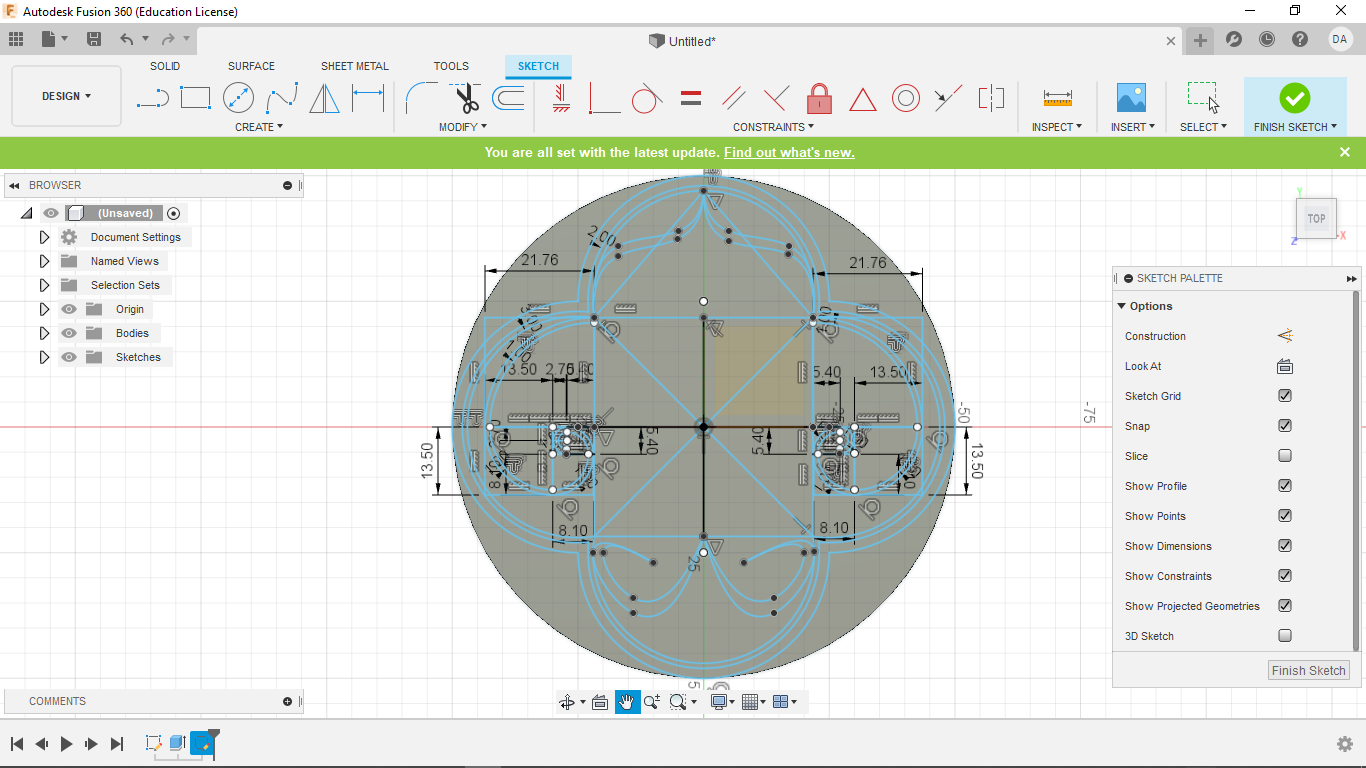 Autodesk Fusion 360 (Education License)
Untitled*
DA
DESIGN
SOLID
SURFACE
SHEET METAL
TOOLS
SKETCH
CREATE
MODIFY
CONSTRAINTS
INSPECT
INSERT
SELECT
FINISH SKETCH
You are all set with the latest update. Find out what's new.
BROWSER
(Unsaved)
Document Settings
Named Views
Selection Sets
Origin
Bodies
Sketches
2.00
21.76
21.76
13.50
2.70
5.40
5.40
13.50
-25
-50
-75
13.50
5.40
5.40
13.50
8.10
8.10
25
TOP
Y
X
Z
SKETCH PALETTE
Options
Construction
Look At
Sketch Grid
Snap
Slice
Show Profile
Show Points
Show Dimensions
Show Constraints
Show Projected Geometries
3D Sketch
Finish Sketch
COMMENTS